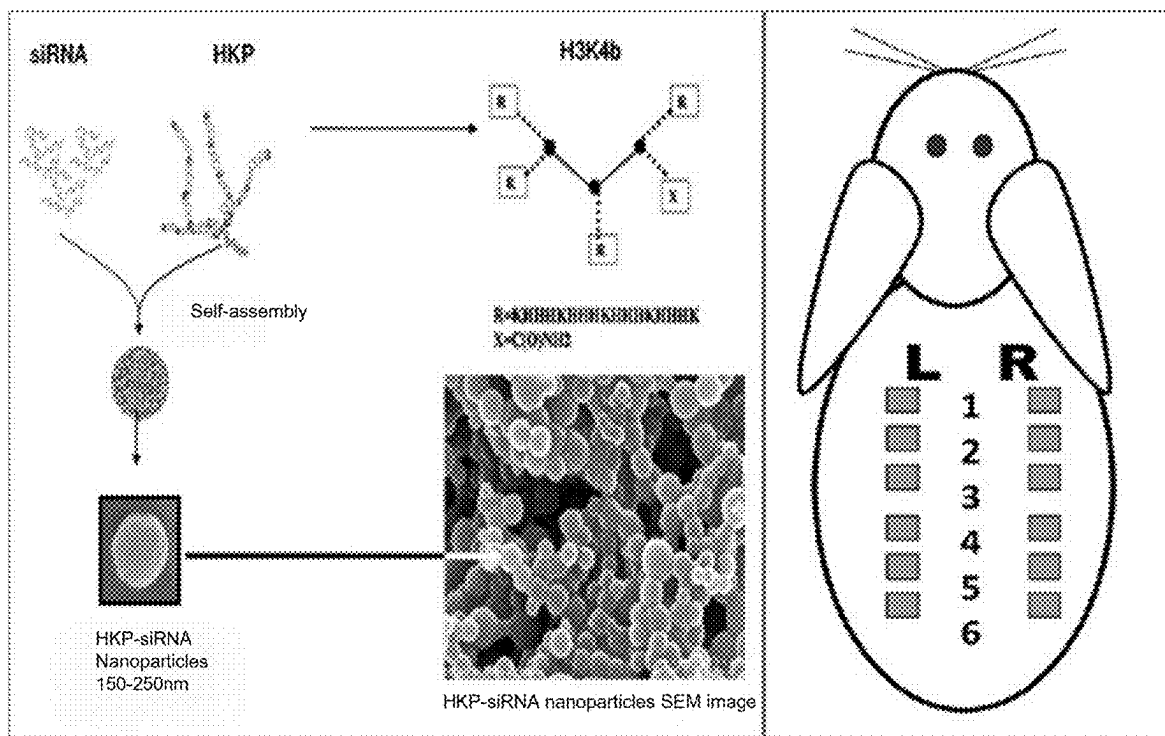 siRNA
HKP
H3K4b
R
R
R
X
R
Self-assembly
HKP-siRNA
Nanoparticles
150-250nm
HKP-siRNA nanoparticles SEM image
L R
1
2
3
4
5
6